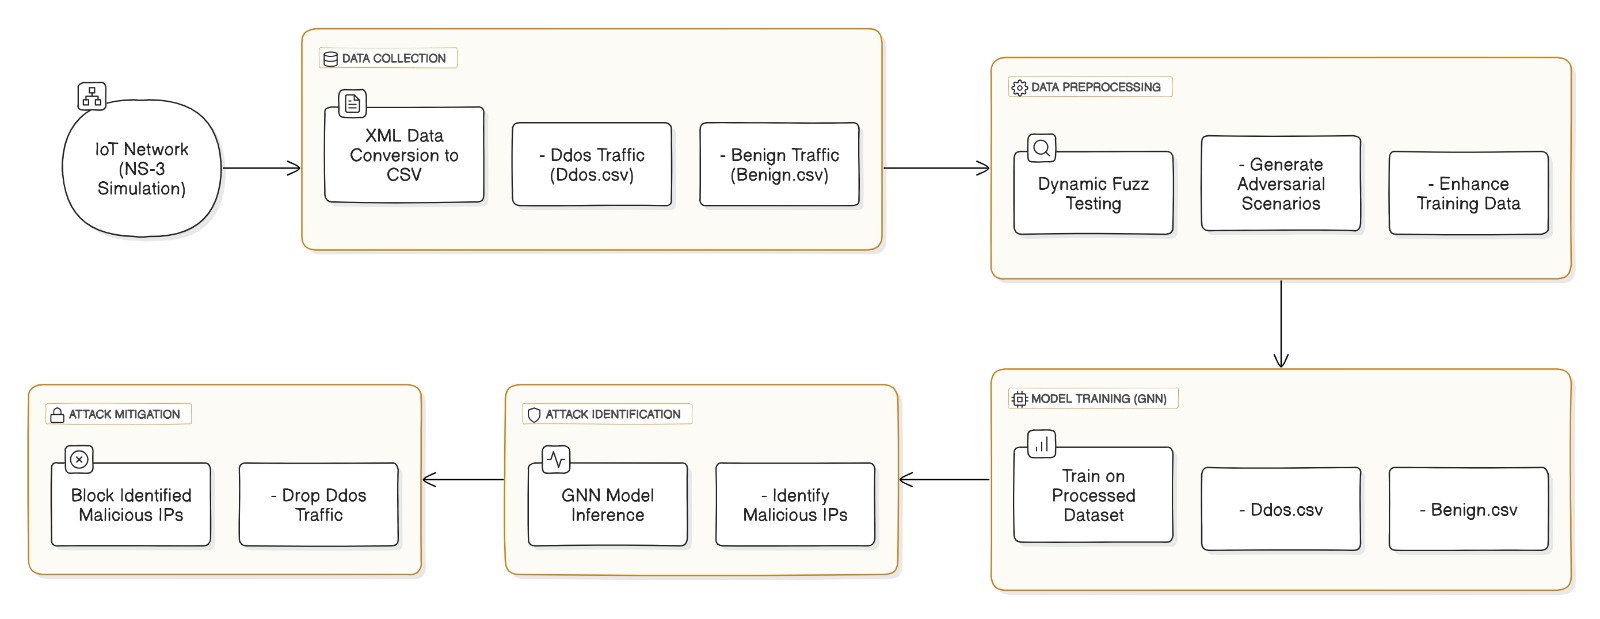 IoT Network
(NS-3
Simulation)
DATA COLLECTION
XML Data
Conversion to
CSV
- Ddos Traffic
(Ddos.csv)
- Benign Traffic
(Benign.csv)
DATA PREPROCESSING
Dynamic Fuzz
Testing
- Generate
Adversarial
Scenarios
- Enhance
Training Data
MODEL TRAINING (GNN)
Train on
Processed
Dataset
- Ddos.csv
- Benign.csv
ATTACK IDENTIFICATION
GNN Model
Inference
- Identify
Malicious IPs
ATTACK MITIGATION
Block Identified
Malicious IPs
- Drop Ddos
Traffic